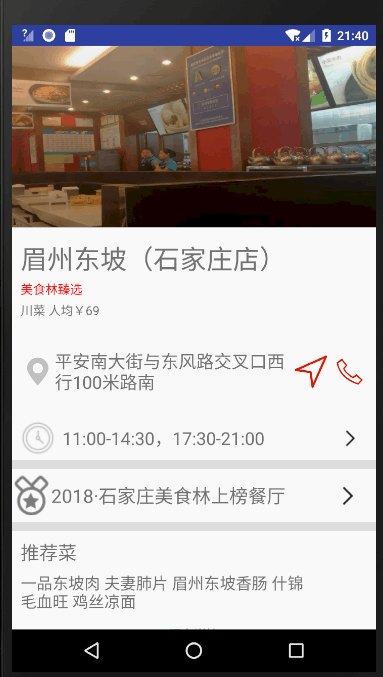 21:40
眉州东坡（石家庄店）
美食林臻选
川菜 人均￥69
平安南大街与东风路交叉口西
行100米路南
11:00-14:30，17:30-21:00
2018·石家庄美食林上榜餐厅
推荐菜
一品东坡肉 夫妻肺片 眉州东坡香肠 什锦
毛血旺 鸡丝凉面